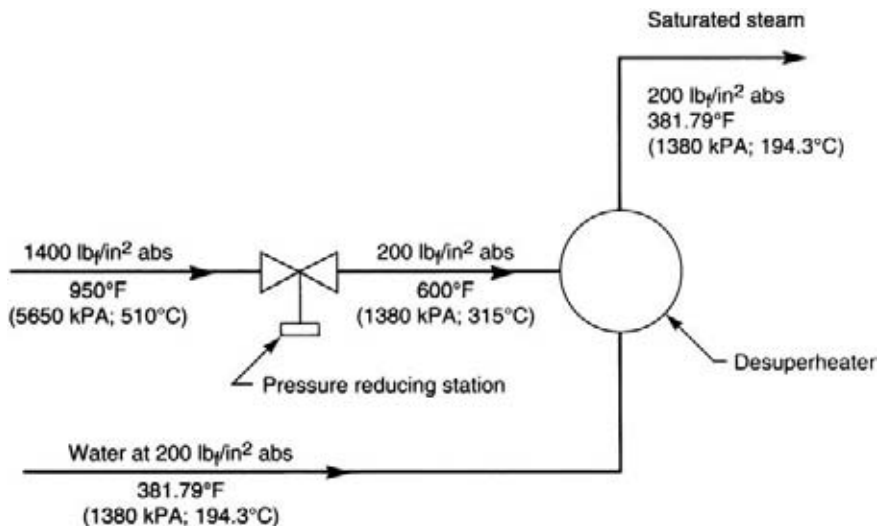 Saturated steam
200 lbf/in² abs
381.79°F
(1380 kPA; 194.3°C)
1400 lbf/in² abs
950°F
(5650 kPA; 510°C)
200 lbf/in² abs
600°F
(1380 kPA; 315°C)
Desuperheater
Pressure reducing station
Water at 200 lbf/in² abs
381.79°F
(1380 kPA; 194.3°C)